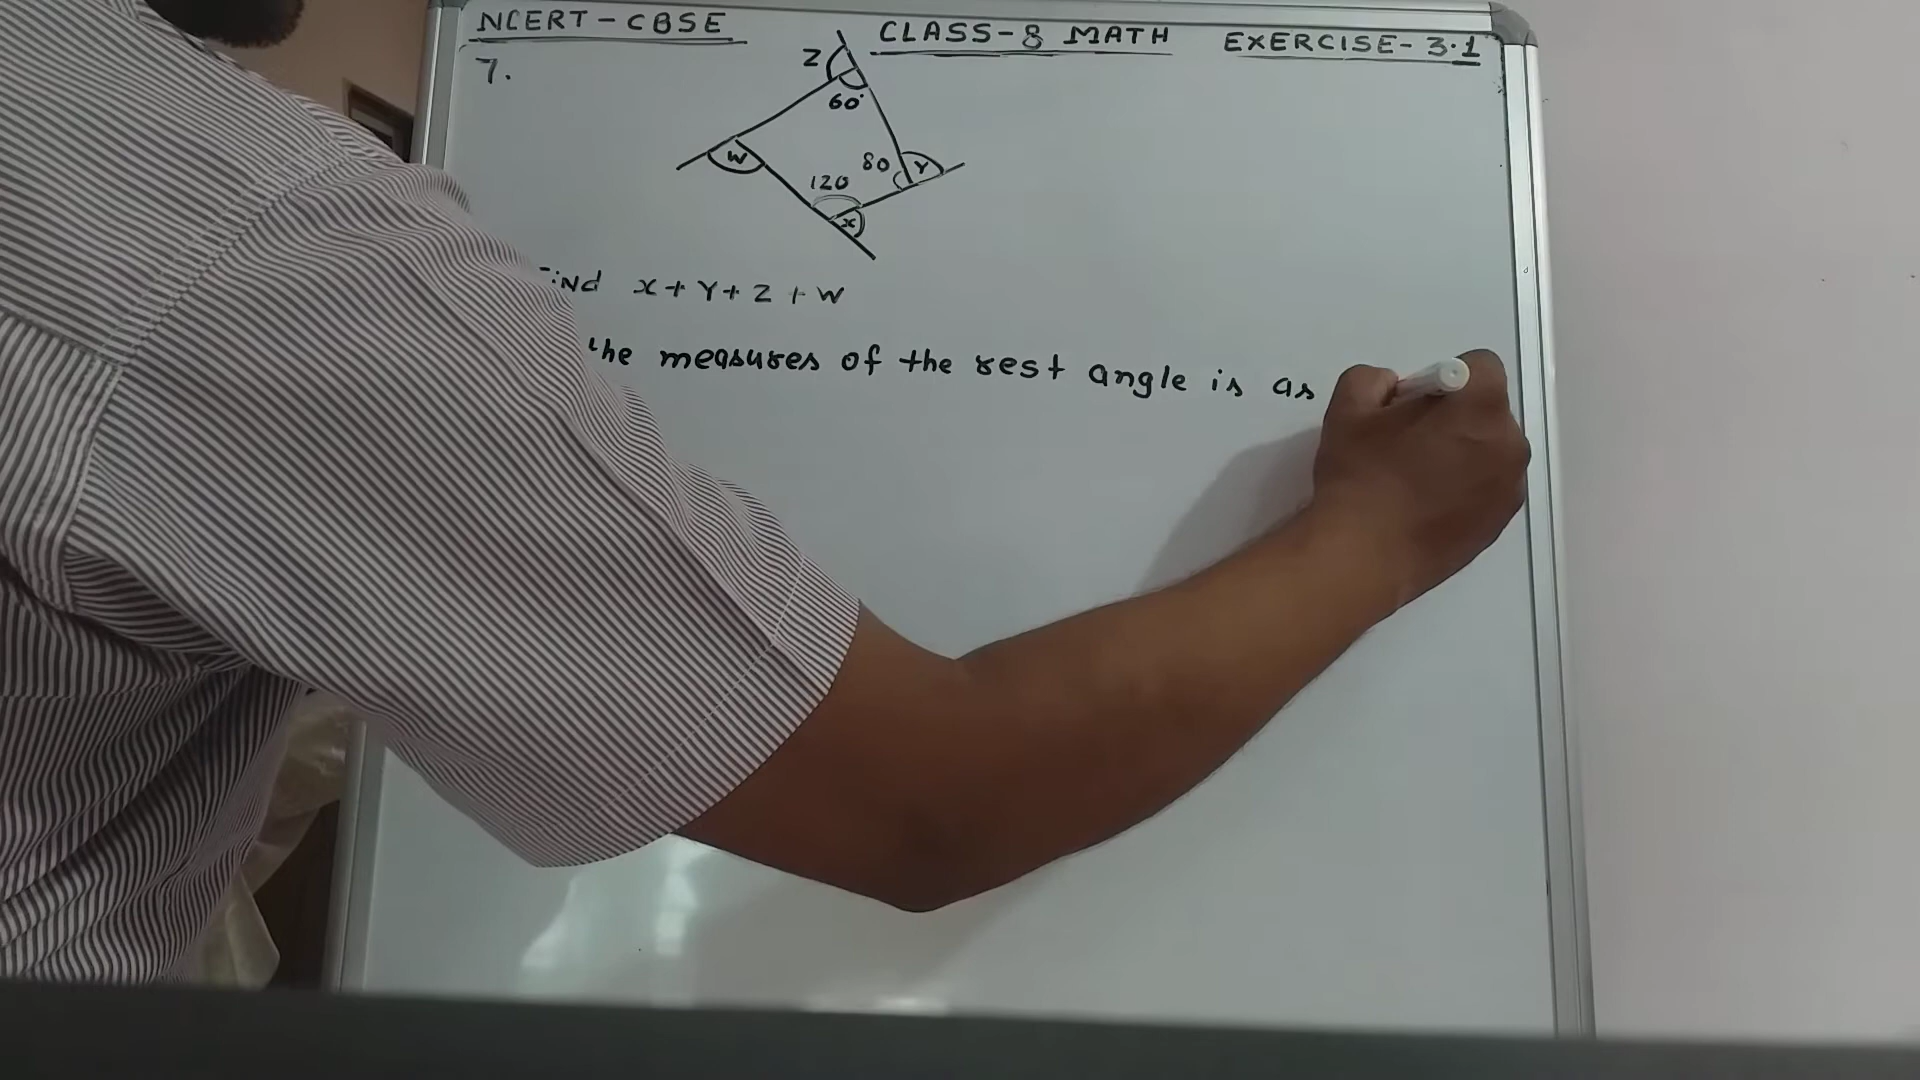 NCERT - CBSE CLASS-8 MATH EXERCISE-3.1
7.
Z
60°
W
80 Y
120
x
Find x+Y+Z+W
the measures of the rest angle is as